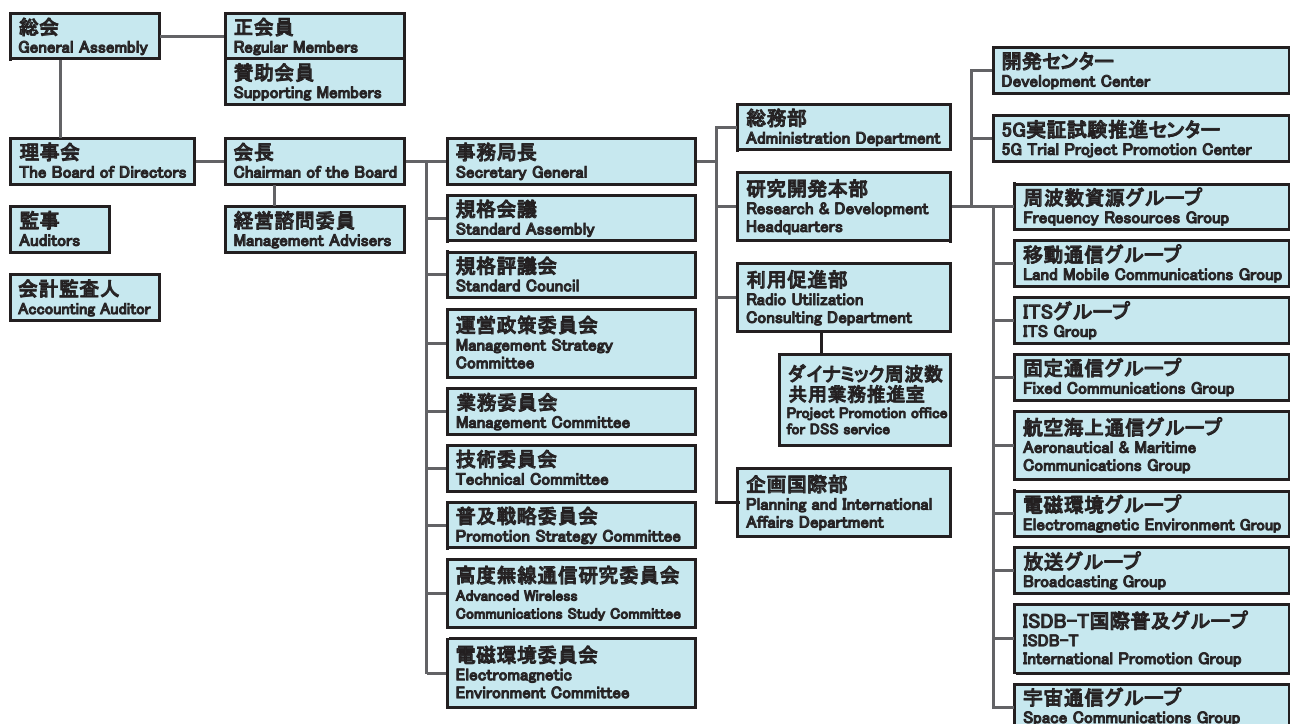 総会
General Assembly
正会員
Regular Members
賛助会員
Supporting Members
理事会
The Board of Directors
会長
Chairman of the Board
監事
Auditors
経営諮問委員
Management Advisers
会計監査人
Accounting Auditor
事務局長
Secretary General
規格会議
Standard Assembly
規格評議会
Standard Council
運営政策委員会
Management Strategy
Committee
業務委員会
Management Committee
技術委員会
Technical Committee
普及戦略委員会
Promotion Strategy Committee
高度無線通信研究委員会
Advanced Wireless
Communications Study Committee
電磁環境委員会
Electromagnetic
Environment Committee
総務部
Administration Department
研究開発本部
Research & Development
Headquarters
利用促進部
Radio Utilization
Consulting Department
ダイナミック周波数
共用業務推進室
Project Promotion office
for DSS service
企画国際部
Planning and International
Affairs Department
開発センター
Development Center
5G実証試験推進センター
5G Trial Project Promotion Center
周波数資源グループ
Frequency Resources Group
移動通信グループ
Land Mobile Communications Group
ITSグループ
ITS Group
固定通信グループ
Fixed Communications Group
航空海上通信グループ
Aeronautical & Maritime
Communications Group
電磁環境グループ
Electromagnetic Environment Group
放送グループ
Broadcasting Group
ISDB-T国際普及グループ
ISDB-T
International Promotion Group
宇宙通信グループ
Space Communications Group